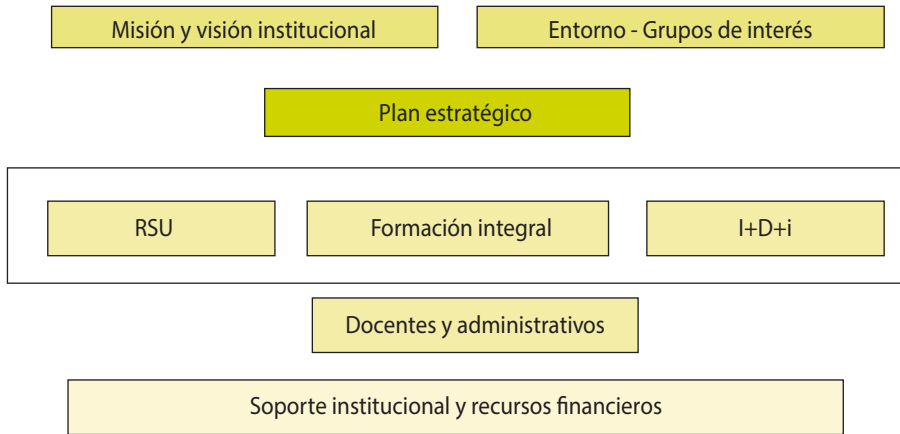 Misión y visión institucional
Entorno - Grupos de interés
Plan estratégico
RSU
Formación integral
I+D+i
Docentes y administrativos
Soporte institucional y recursos financieros